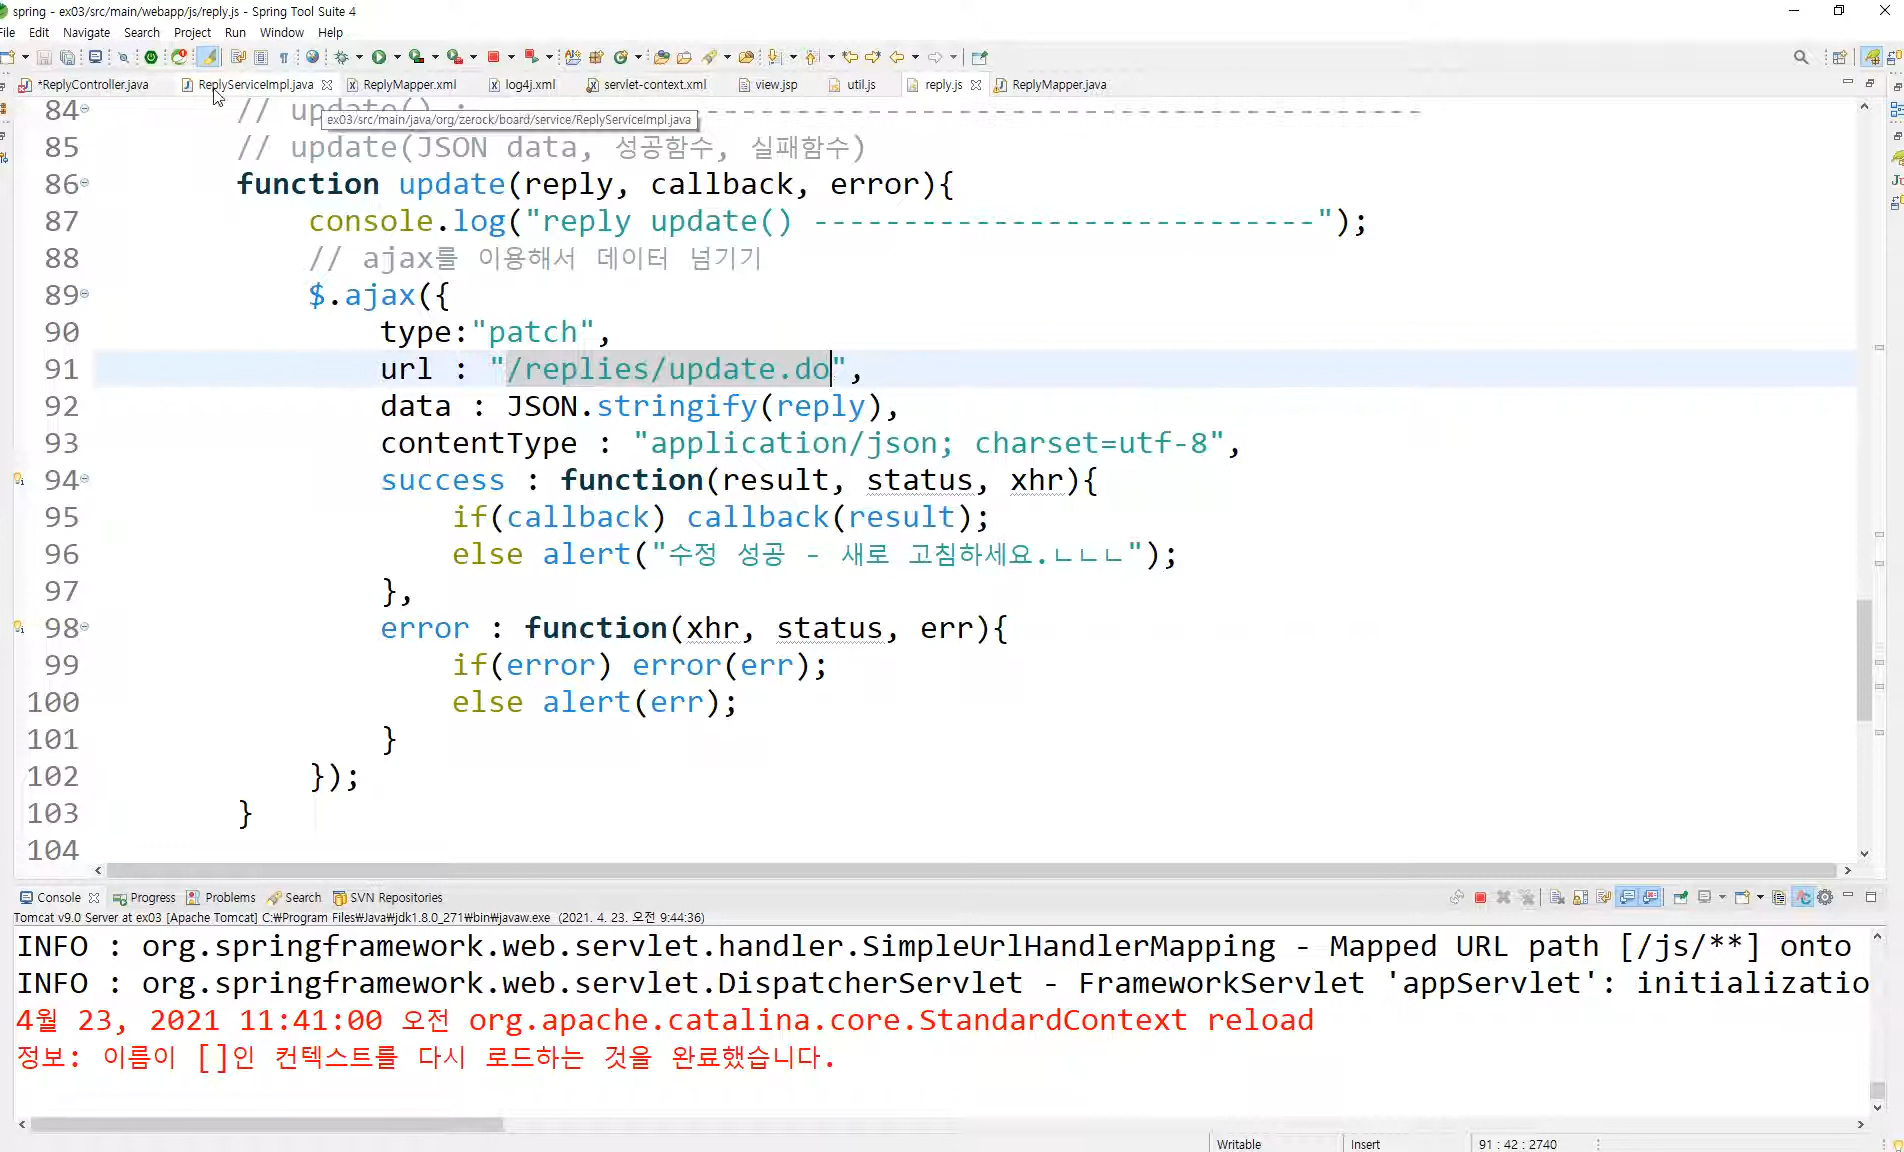 spring - ex03/src/main/webapp/js/reply.js - Spring Tool Suite 4
File Edit Navigate Search Project Run Window Help
*ReplyController.java ReplyServiceImpl.java ReplyMapper.xml log4j.xml servlet-context.xml view.jsp util.js reply.js ReplyMapper.java
ex03/src/main/java/org/zerock/board/service/ReplyServiceImpl.java
84 // update() : ----------------------------------------
85 // update(JSON data, 성공함수, 실패함수)
86 function update(reply, callback, error){
87 console.log("reply update() ----------------------------");
88 // ajax를 이용해서 데이터 넘기기
89 $.ajax({
90 type:"patch",
91 url : "/replies/update.do",
92 data : JSON.stringify(reply),
93 contentType : "application/json; charset=utf-8",
94 success : function(result, status, xhr){
95 if(callback) callback(result);
96 else alert("수정 성공 - 새로 고침하세요.ㄴㄴㄴ");
97 },
98 error : function(xhr, status, err){
99 if(error) error(err);
100 else alert(err);
101 }
102 });
103 }
104
Console Progress Problems Search SVN Repositories
Tomcat v9.0 Server at ex03 [Apache Tomcat] C:₩Program Files₩Java₩jdk1.8.0_271₩bin₩javaw.exe (2021. 4. 23. 오전 9:44:36)
INFO : org.springframework.web.servlet.handler.SimpleUrlHandlerMapping - Mapped URL path [/js/**] onto
INFO : org.springframework.web.servlet.DispatcherServlet - FrameworkServlet 'appServlet': initializatio
4월 23, 2021 11:41:00 오전 org.apache.catalina.core.StandardContext reload
정보: 이름이 []인 컨텍스트를 다시 로드하는 것을 완료했습니다.
Writable Insert 91 : 42 : 2740